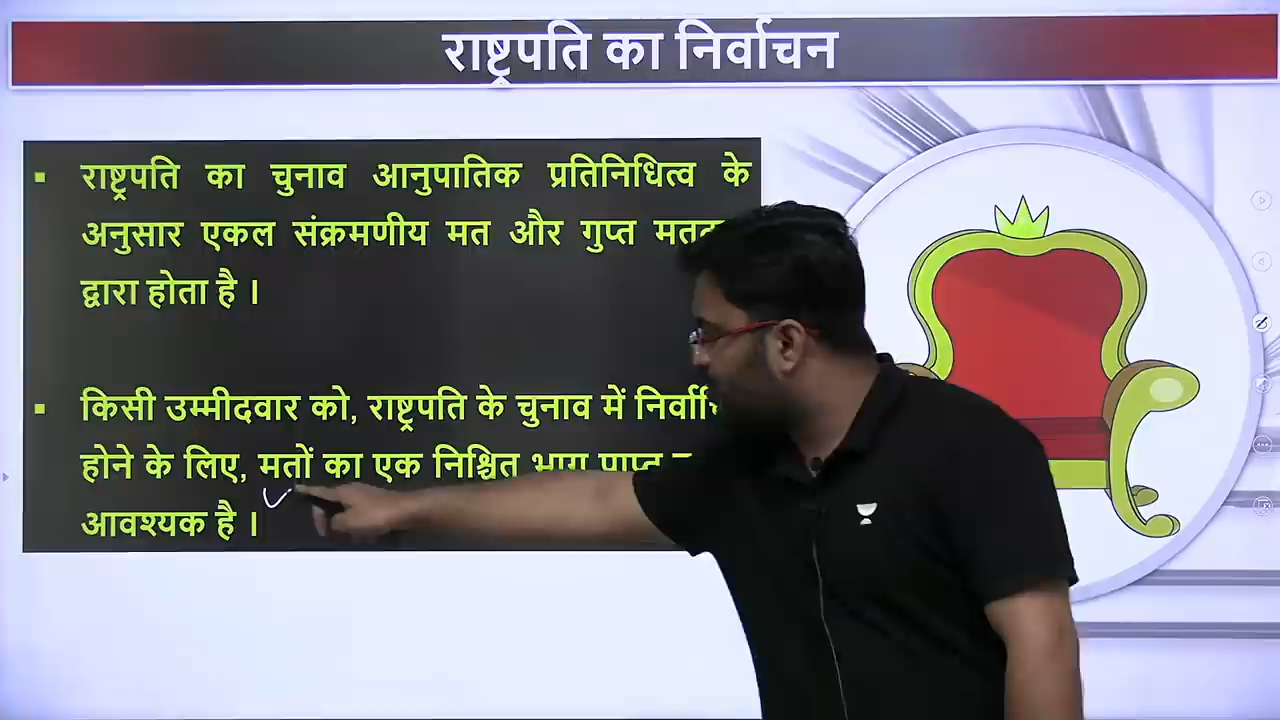 राष्ट्रपति का निर्वाचन
राष्ट्रपति का चुनाव आनुपातिक प्रतिनिधित्व के
अनुसार एकल संक्रमणीय मत और गुप्त
द्वारा होता है ।
किसी उम्मीदवार को, राष्ट्रपति के चुनाव में
होने के लिए, मतों का एक निश्चित भाग
आवश्यक है ।